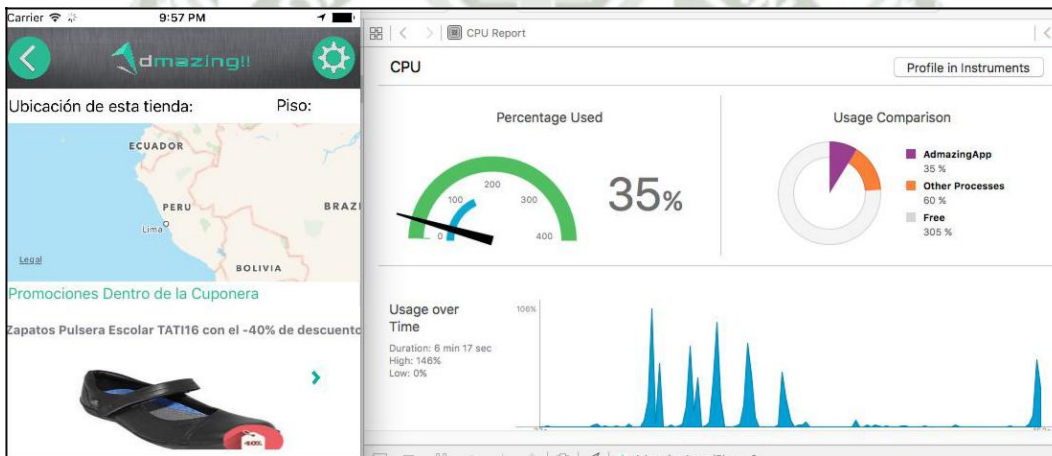 Carrier 9:57 PM
dmazing!!
Ubicación de esta tienda: Piso:
ECUADOR
PERU
Lima
BRAZI
BOLIVIA
Legal
Promociones Dentro de la Cuponera
Zapatos Pulsera Escolar TATI16 con el -40% de descuento
-40%
CPU Report
CPU
Profile in Instruments
Percentage Used
0
100
200
300
400
35%
Usage Comparison
AdmazingApp
35 %
Other Processes
60 %
Free
305 %
Usage over
Time
Duration: 6 min 17 sec
High: 146%
Low: 0%
106%